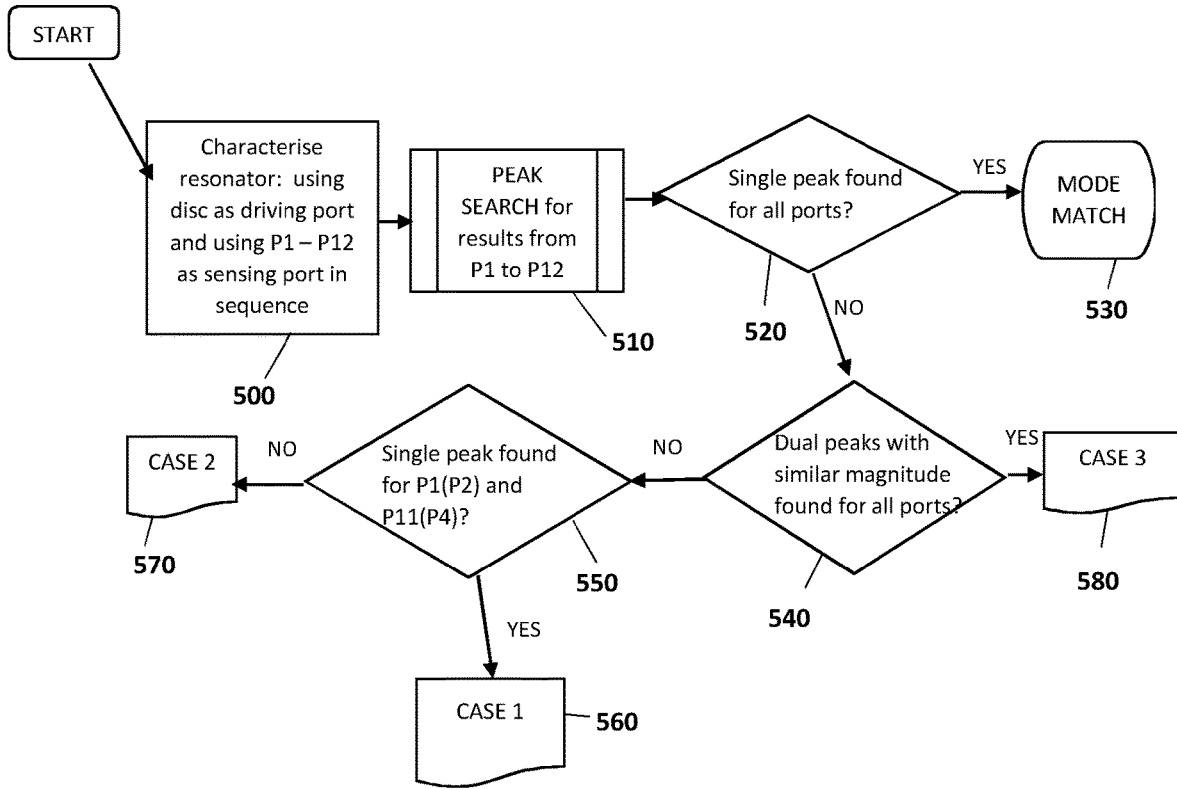 START
Characterise
resonator: using
disc as driving port
and using P1 – P12
as sensing port in
sequence
500
PEAK
SEARCH for
results from
P1 to P12
510
Single peak found
for all ports?
520
YES
MODE
MATCH
530
NO
Dual peaks with
similar magnitude
found for all ports?
540
YES
CASE 3
580
NO
Single peak found
for P1(P2) and
P11(P4)?
550
NO
CASE 2
570
YES
CASE 1
560